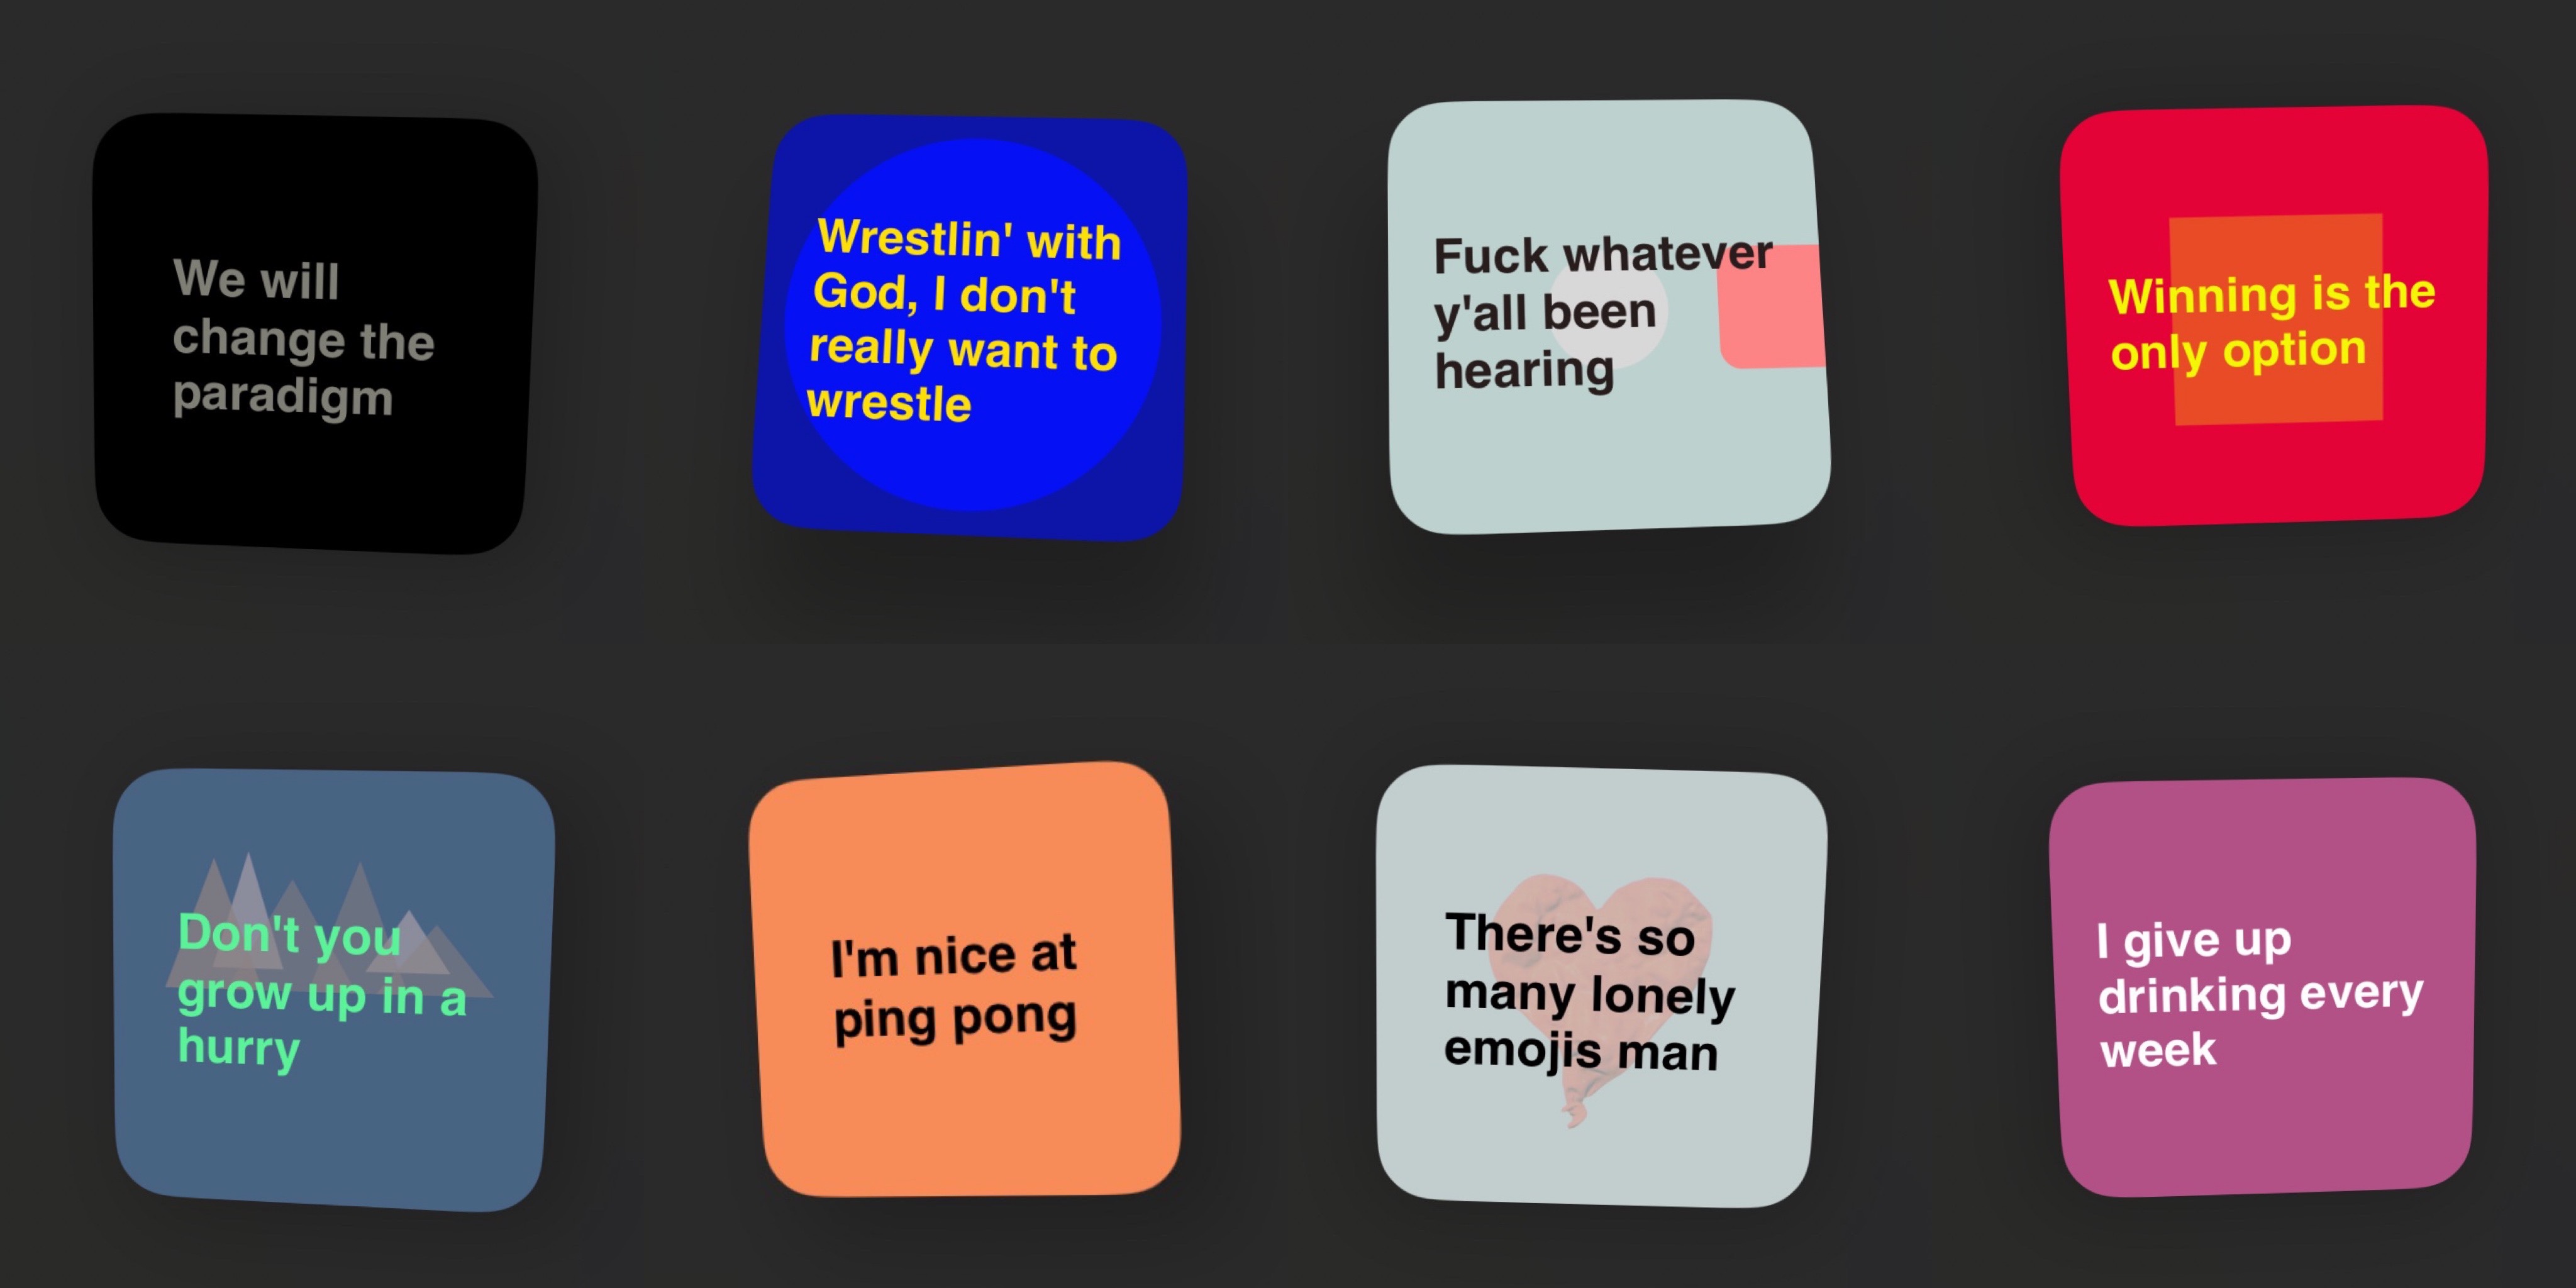 We will
change the
paradigm
Wrestlin' with
God, I don't
really want to
wrestle
Fuck whatever
y'all been
hearing
Winning is the
only option
Don't you
grow up in a
hurry
I'm nice at
ping pong
There's so
many lonely
emojis man
I give up
drinking every
week